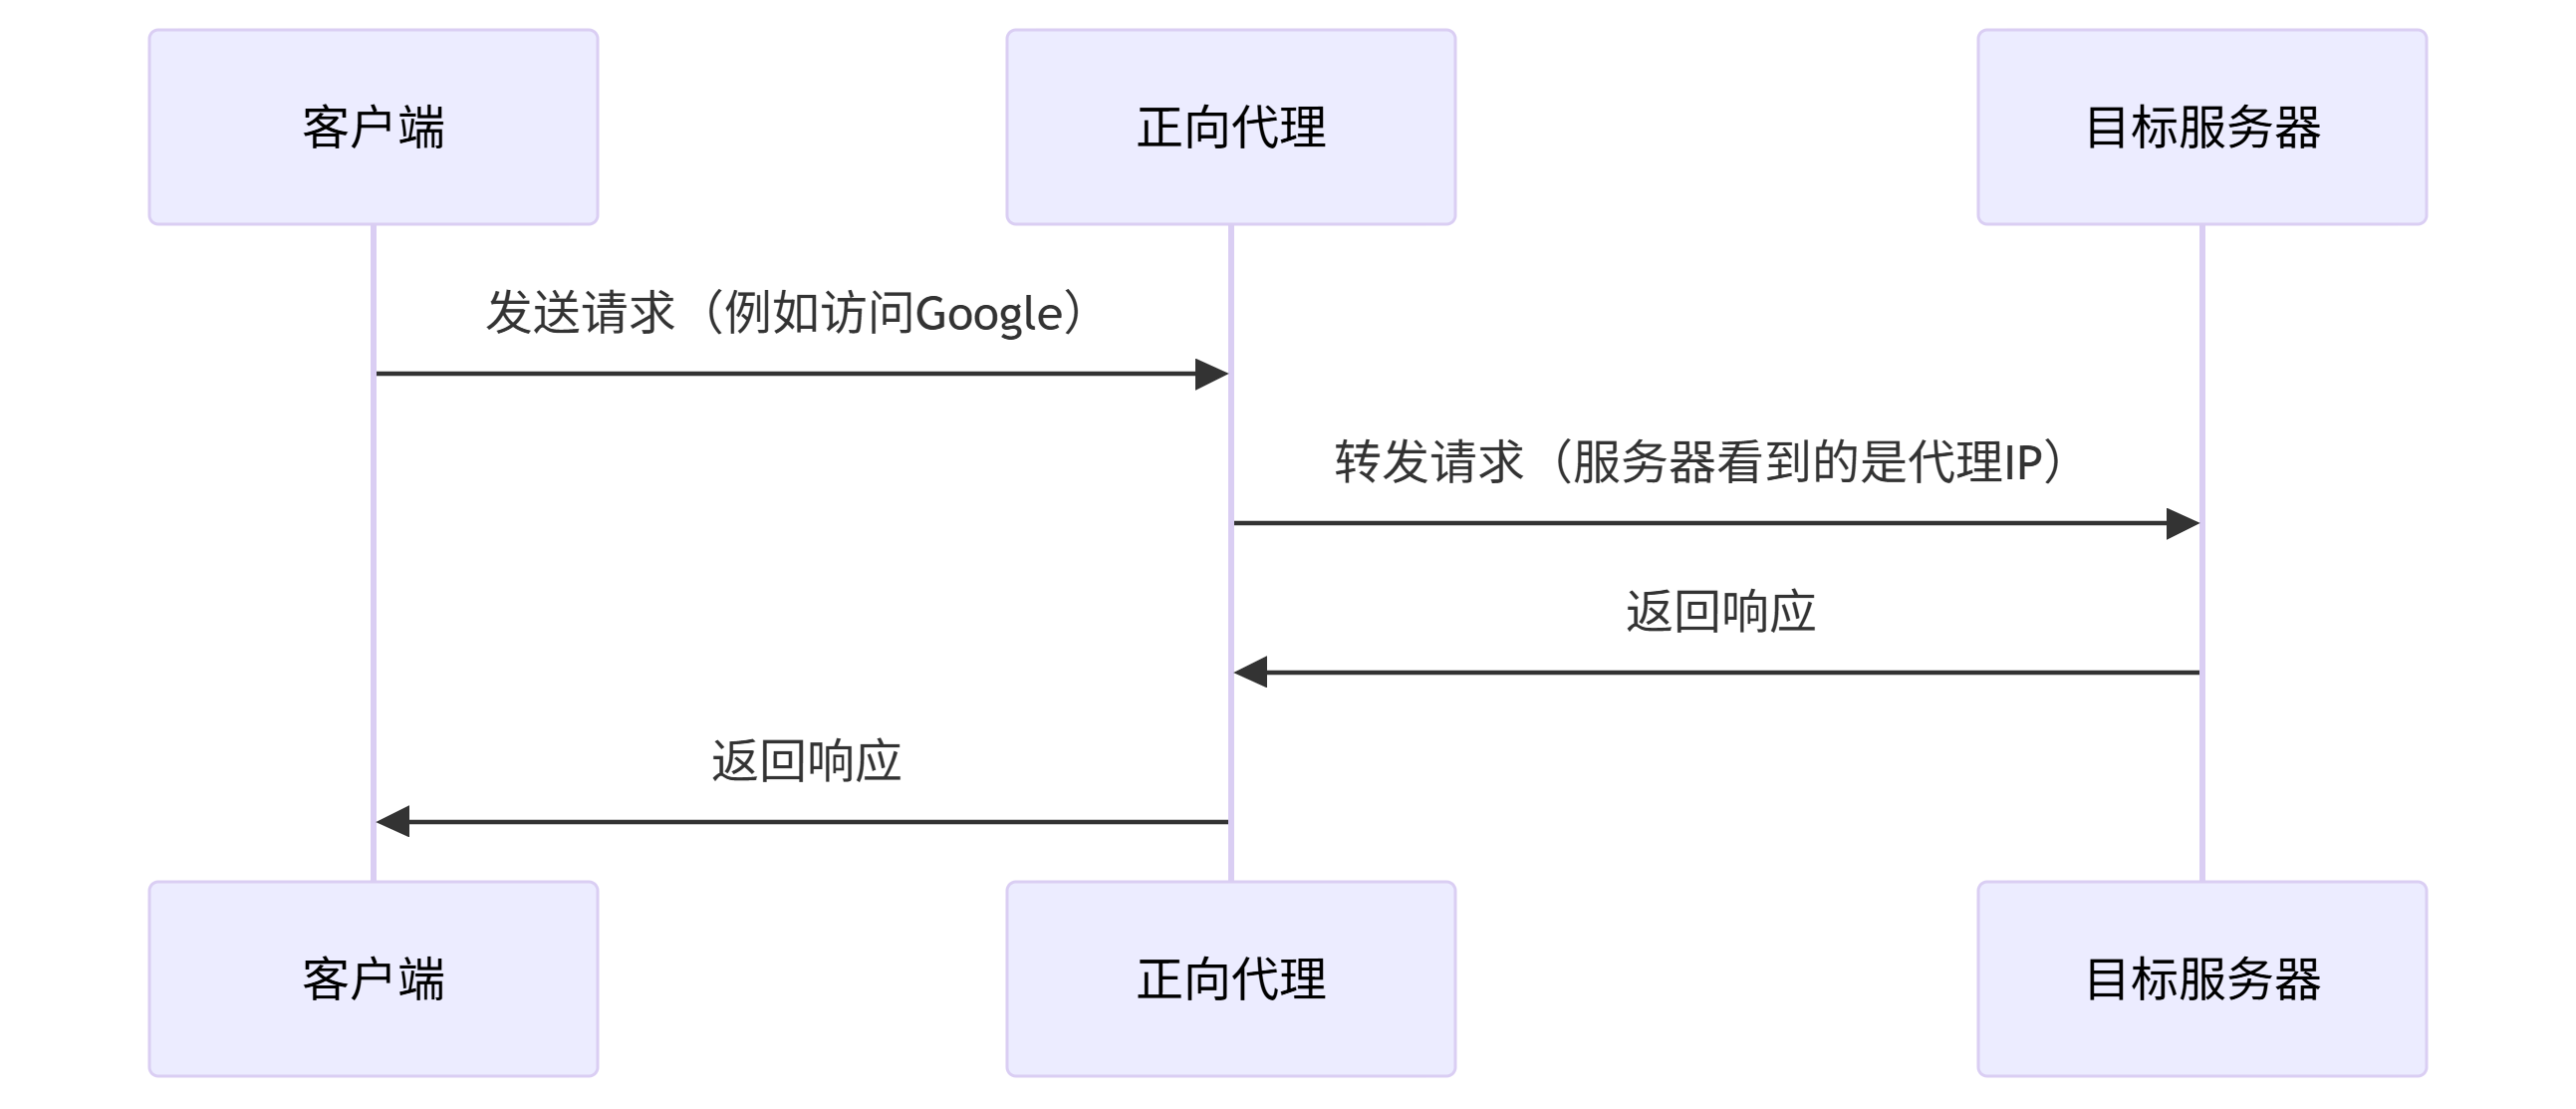 客户端
正向代理
目标服务器
发送请求（例如访问Google）
转发请求（服务器看到的是代理IP）
返回响应
返回响应
客户端
正向代理
目标服务器